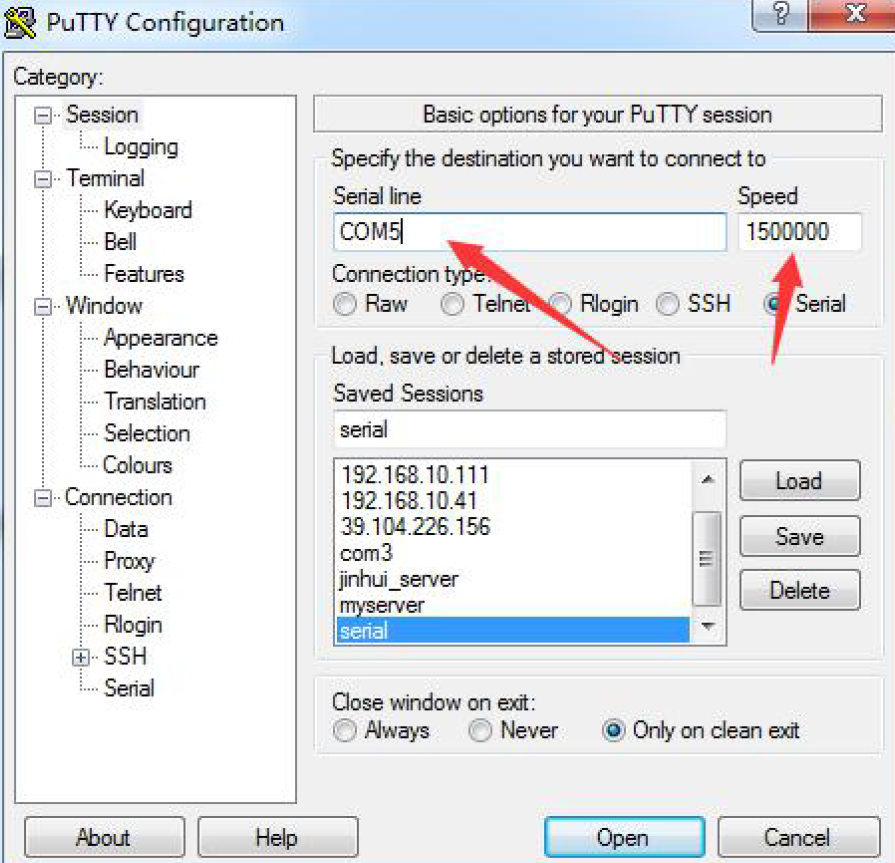 PuTTY Configuration
Category:
Session
Logging
Terminal
Keyboard
Bell
Features
Window
Appearance
Behaviour
Translation
Selection
Colours
Connection
Data
Proxy
Telnet
Rlogin
SSH
Serial
Basic options for your PuTTY session
Specify the destination you want to connect to
Serial line Speed
COM5 1500000
Connection type:
Raw Telnet Rlogin SSH Serial
Load, save or delete a stored session
Saved Sessions
serial
192.168.10.111
192.168.10.41
39.104.226.156
com3
jinhui_server
myserver
serial
Load
Save
Delete
Close window on exit:
Always Never Only on clean exit
About Help Open Cancel